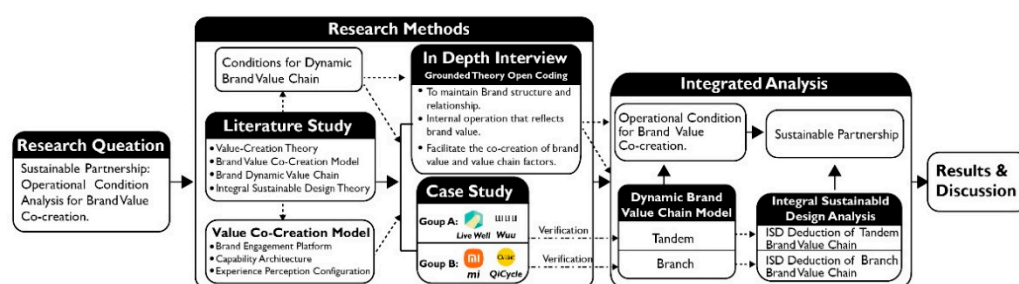 Research Queation
Sustainable Partnership:
Operational Condition
Analysis for Brand Value
Co-creation.
Research Methods
Conditions for Dynamic
Brand Value Chain
Literature Study
•Value-Creation Theory
•Brand Value Co-Creation Model
•Brand Dynamic Value Chain
•Integral Sustainable Design Theory
Value Co-Creation Model
•Brand Engagement Platform
•Capability Architecture
•Experience Perception Configuration
In Depth Interview
Grounded Theory Open Coding
• To maintain Brand structure and
relationship.
• Internal operation that reflects
brand value.
• Facilitate the co-creation of brand
value and value chain factors.
Case Study
Goup A:
Live Well
wuu
Wuu
Goup B:
mi
mi
QiCycle
Verification
Verification
Integrated Analysis
Operational Condition
for Brand Value
Co-creation.
Sustainable Partnership
Dynamic Brand
Value Chain Model
Tandem
Branch
Integral Sustainabld
Design Analysis
ISD Deduction of Tandem
Brand Value Chain
ISD Deduction of Branch
Brand Value Chain
Results &
Discussion